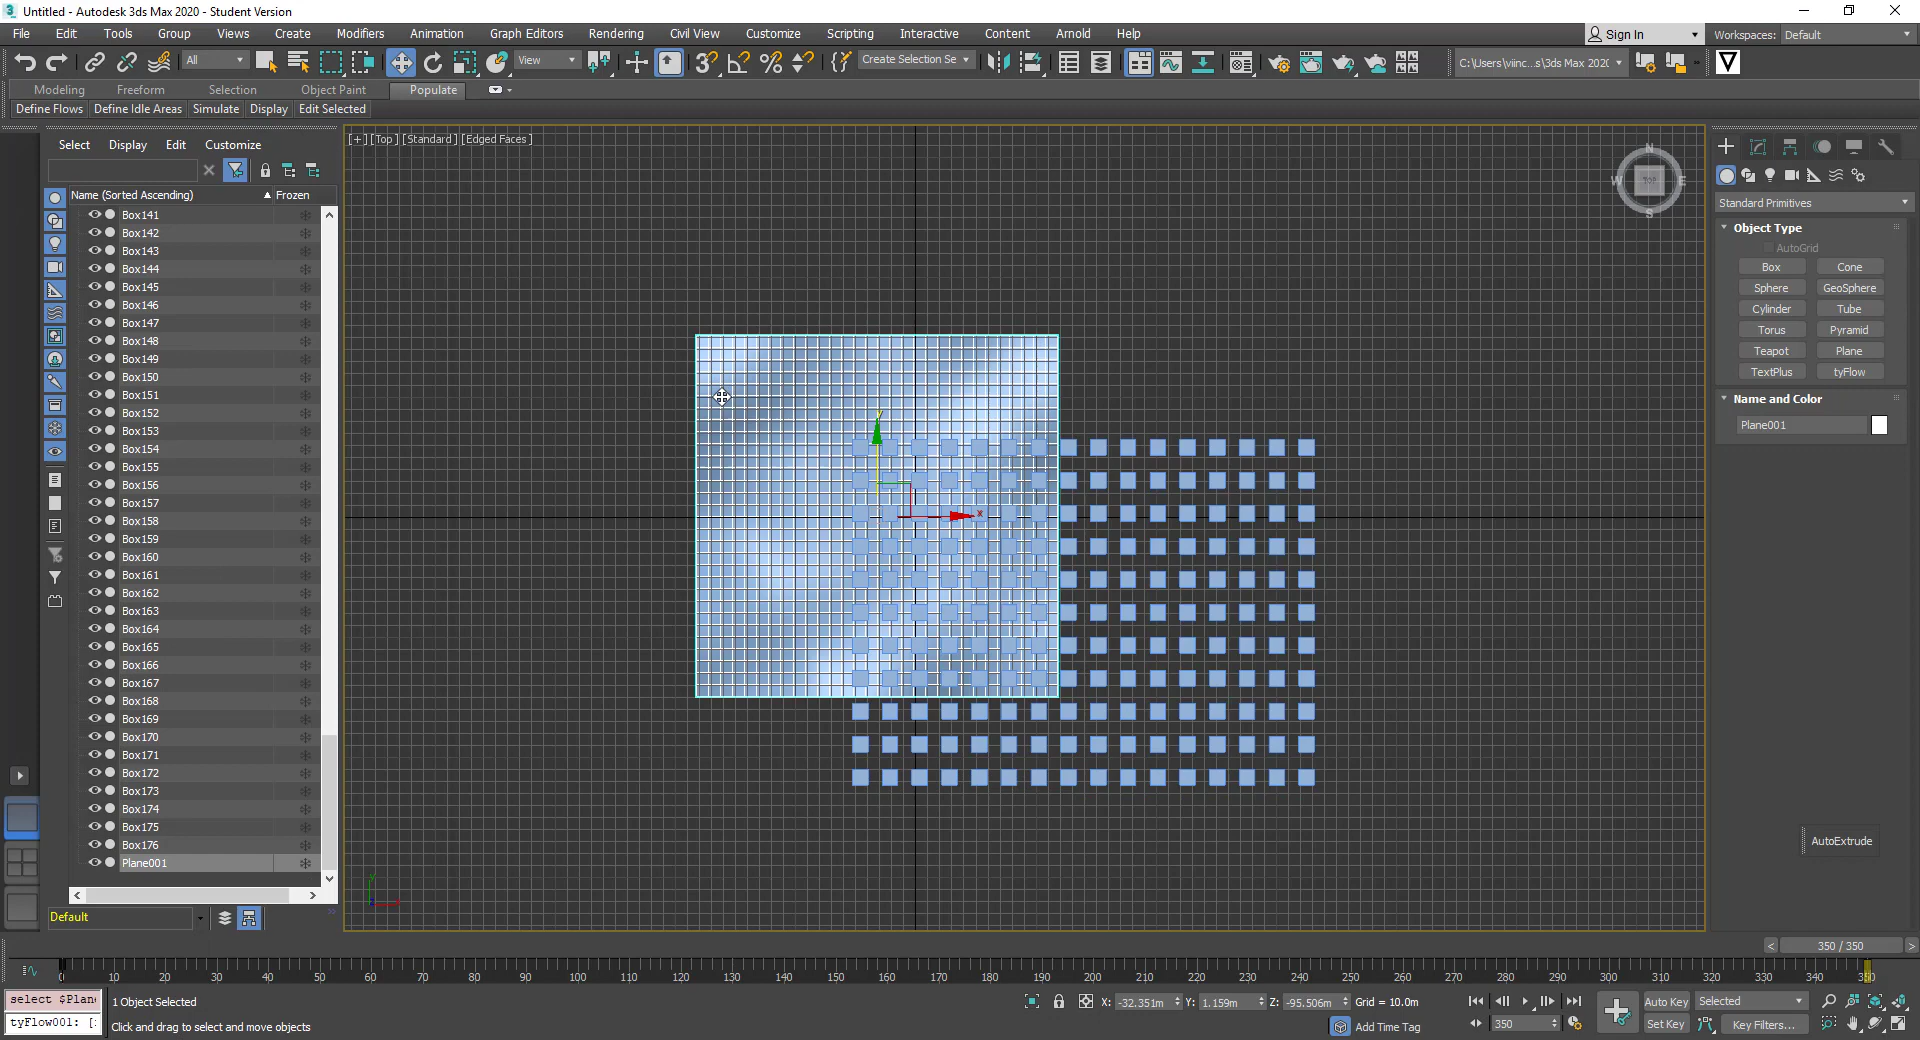 Untitled - Autodesk 3ds Max 2020 - Student Version
File Edit Tools Group Views Create Modifiers Animation Graph Editors Rendering Civil View Customize Scripting Interactive Content Arnold Help
Sign In
Workspaces: Default
All
View
Create Selection Se
C:\Users\viinc...s\3ds Max 2020
Modeling Freeform Selection Object Paint Populate
Define Flows Define Idle Areas Simulate Display Edit Selected
Select Display Edit Customize
Name (Sorted Ascending) Frozen
Box141
Box142
Box143
Box144
Box145
Box146
Box147
Box148
Box149
Box150
Box151
Box152
Box153
Box154
Box155
Box156
Box157
Box158
Box159
Box160
Box161
Box162
Box163
Box164
Box165
Box166
Box167
Box168
Box169
Box170
Box171
Box172
Box173
Box174
Box175
Box176
Plane001
Default
[+] [Top] [Standard] [Edged Faces]
y
x
N
W TOP E
S
Standard Primitives
Object Type
AutoGrid
Box Cone
Sphere GeoSphere
Cylinder Tube
Torus Pyramid
Teapot Plane
TextPlus tyFlow
Name and Color
Plane001
AutoExtrude
350 / 350
0 10 20 30 40 50 60 70 80 90 100 110 120 130 140 150 160 170 180 190 200 210 220 230 240 250 260 270 280 290 300 310 320 330 340 350
select $Plan
tyFlow001: [
1 Object Selected
Click and drag to select and move objects
X: -32.351m Y: 1.159m Z: -95.506m Grid = 10.0m
Add Time Tag
350
Auto Key Selected
Set Key Key Filters...